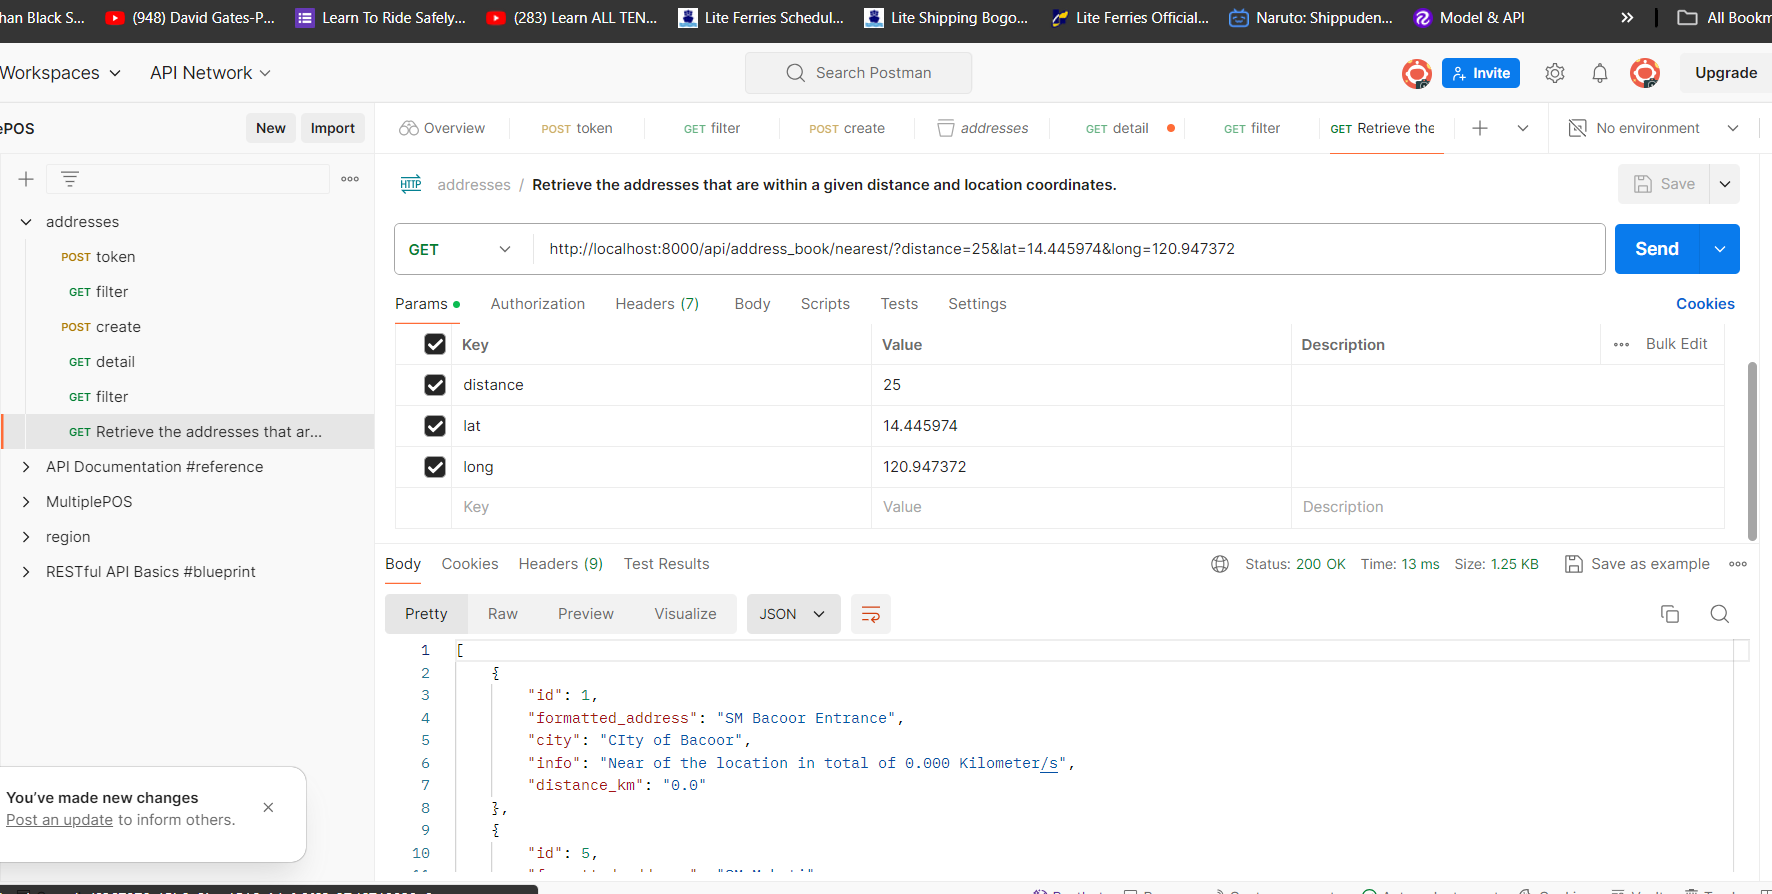 han Black S... (948) David Gates-P... Learn To Ride Safely... (283) Learn ALL TEN... Lite Ferries Schedul... Lite Shipping Bogo... Lite Ferries Official... Naruto: Shippuden... Model & API » All Bookm
Workspaces API Network Search Postman Invite Upgrade
ePOS New Import Overview POST token GET filter POST create addresses GET detail GET filter GET Retrieve the No environment
addresses / Retrieve the addresses that are within a given distance and location coordinates. Save
addresses
POST token
GET filter
POST create
GET detail
GET filter
GET Retrieve the addresses that ar...
API Documentation #reference
MultiplePOS
region
RESTful API Basics #blueprint
GET http://localhost:8000/api/address_book/nearest/?distance=25&lat=14.445974&long=120.947372 Send
Params Authorization Headers (7) Body Scripts Tests Settings Cookies
Key Value Description Bulk Edit
distance 25
lat 14.445974
long 120.947372
Key Value Description
Body Cookies Headers (9) Test Results Status: 200 OK Time: 13 ms Size: 1.25 KB Save as example
Pretty Raw Preview Visualize JSON
1 [
2 {
3 "id": 1,
4 "formatted_address": "SM Bacoor Entrance",
5 "city": "CIty of Bacoor",
6 "info": "Near of the location in total of 0.000 Kilometer/s",
7 "distance_km": "0.0"
8 },
9 {
10 "id": 5,
You've made new changes
Post an update to inform others.